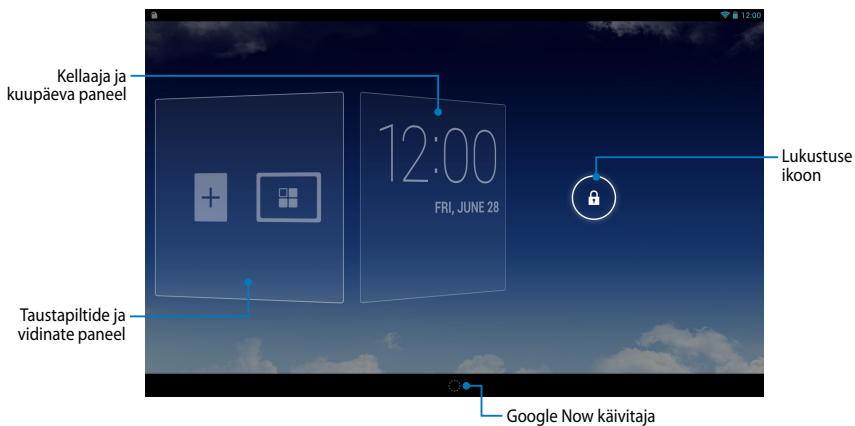 12:00
Kellaaja ja
kuupäeva paneel
12:00
FRI, JUNE 28
Lukustuse
ikoon
Taustapiltide ja
vidinate paneel
Google Now käivitaja